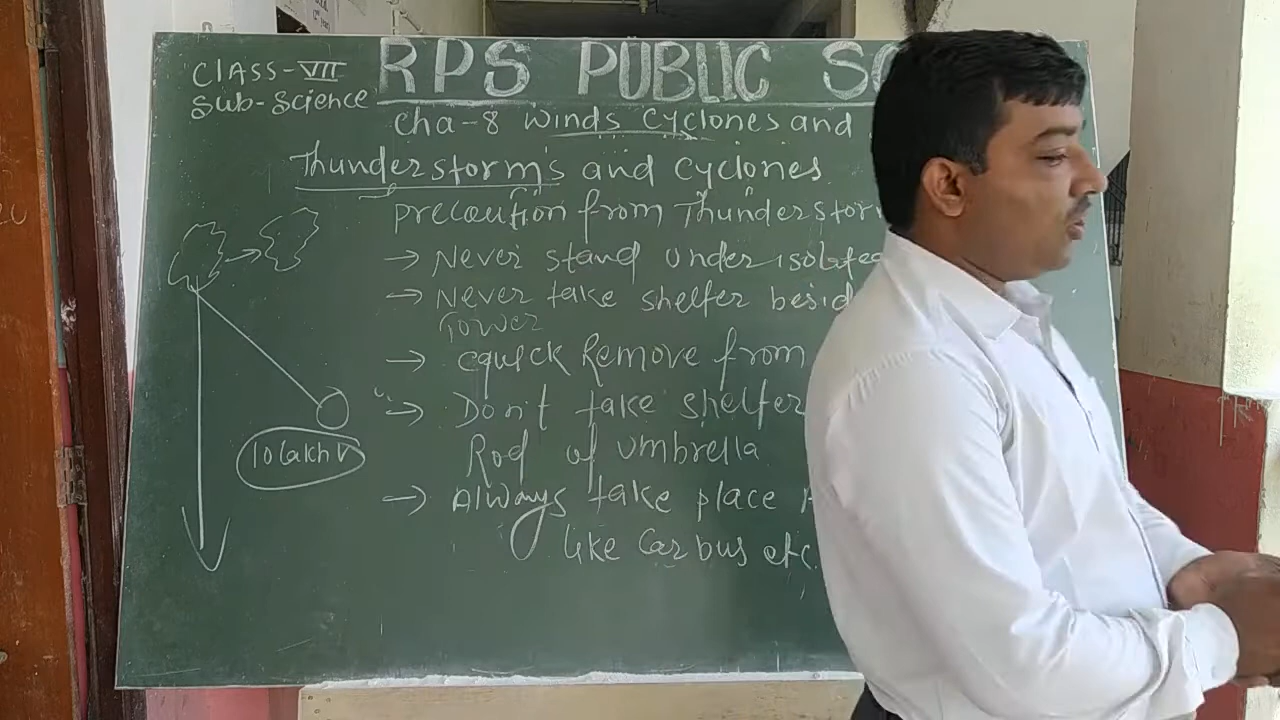 CLASS-VII
Sub-Science
RPS PUBLIC
Cha-8 Winds Cyclones and
Thunderstorm's and Cyclones
precaution from Thunderstor
→ Never stand under isolated
→ Never take shelter besid
Tower
→ cquick Remove from
→ Don't take shelter
Rod of umbrella
→ Always take place
like Car bus etc.
10 Lakh V